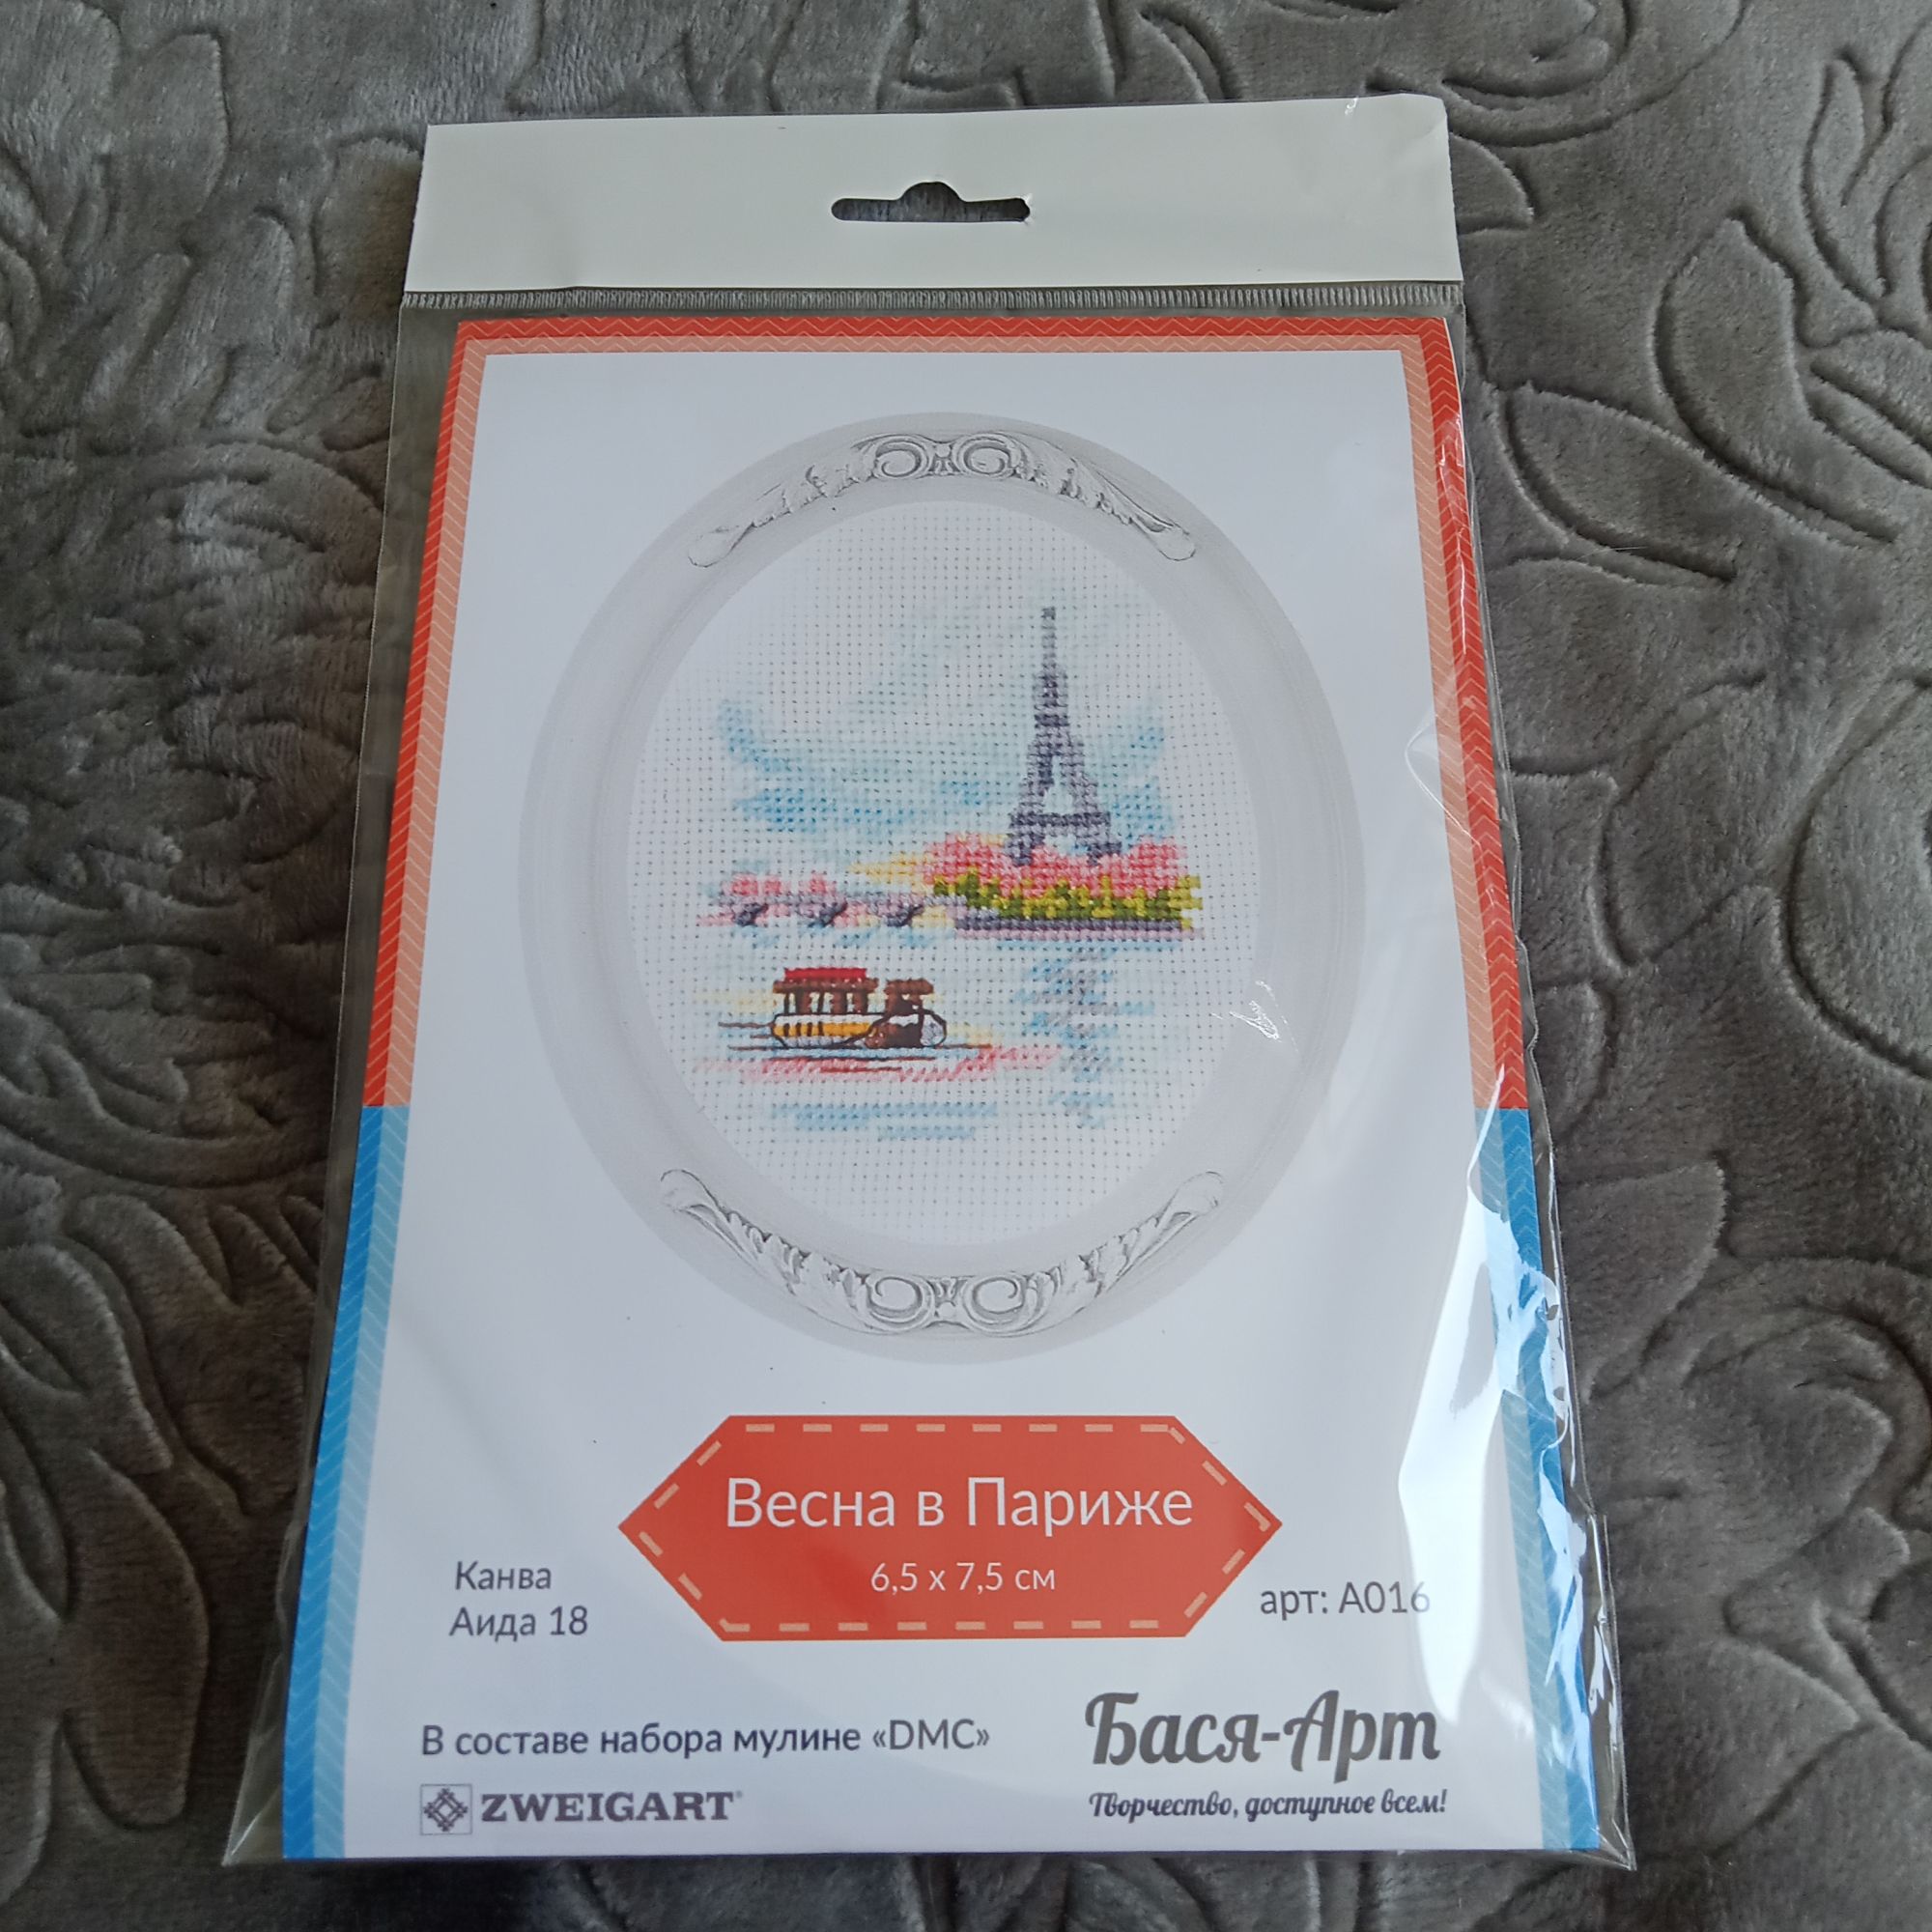 Весна в Париже
6,5 х 7,5 см
Канва
Аида 18
арт: А016
В составе набора мулине «DMC»
ZWEIGART®
Бася-Арт
Творчество, доступное всем!